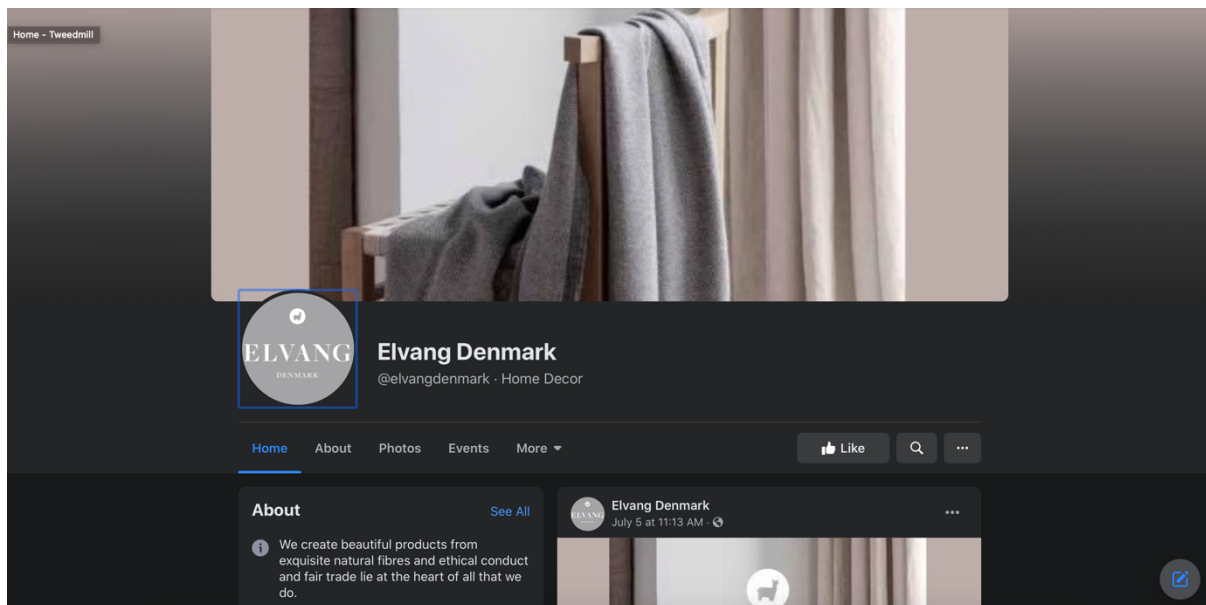 Home - Tweedmill
ELVANG
DENMARK
Elvang Denmark
@elvangdenmark · Home Decor
Home About Photos Events More
Like
About See All
We create beautiful products from
exquisite natural fibres and ethical conduct
and fair trade lie at the heart of all that we
do.
ELVANG
Elvang Denmark
July 5 at 11:13 AM ·